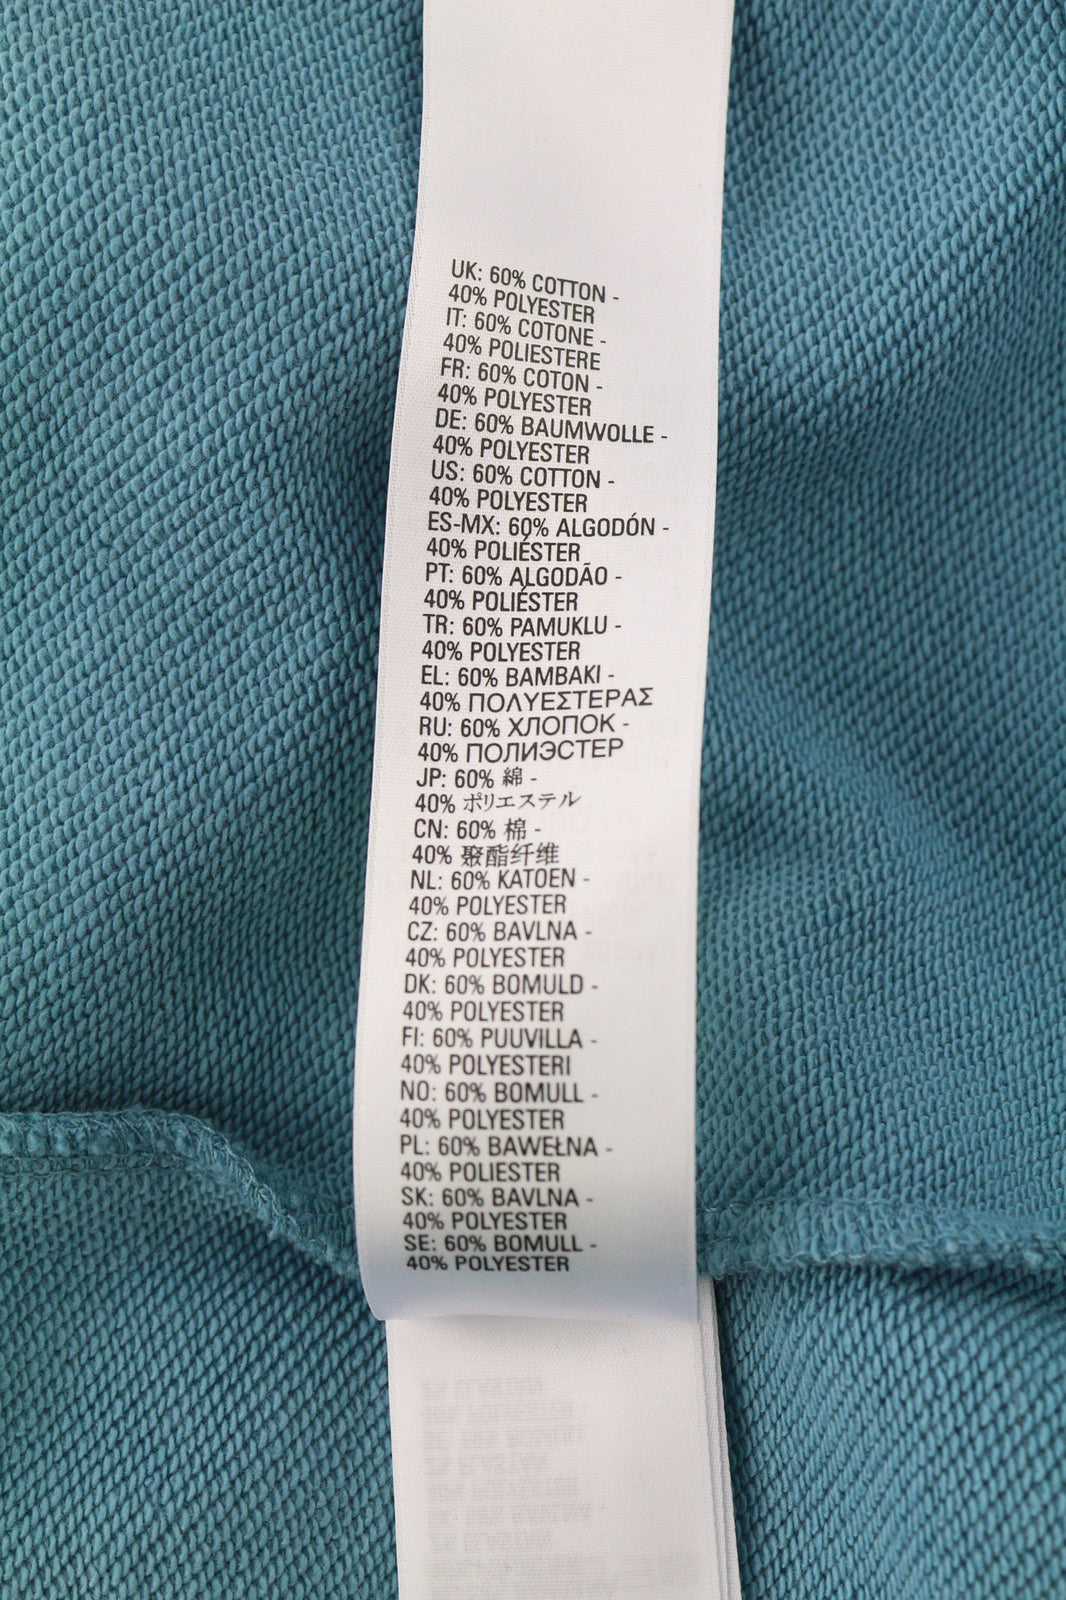 UK: 60% COTTON -
40% POLYESTER
IT: 60% COTONE -
40% POLIESTERE
FR: 60% COTON -
40% POLYESTER
DE: 60% BAUMWOLLE -
40% POLYESTER
US: 60% COTTON -
40% POLYESTER
ES-MX: 60% ALGODÓN -
40% POLIÉSTER
PT: 60% ALGODÃO -
40% POLIÉSTER
TR: 60% PAMUKLU -
40% POLYESTER
EL: 60% ΒΑΜΒΑΚΙ -
40% ΠΟΛΥΕΣΤΕΡΑΣ
RU: 60% ХЛОПОК -
40% ПОЛИЭСТЕР
JP: 60% 綿 -
40% ポリエステル
CN: 60% 棉 -
40% 聚酯纤维
NL: 60% KATOEN -
40% POLYESTER
CZ: 60% BAVLNA -
40% POLYESTER
DK: 60% BOMULD -
40% POLYESTER
FI: 60% PUUVILLA -
40% POLYESTERI
NO: 60% BOMULL -
40% POLYESTER
PL: 60% BAWEŁNA -
40% POLIESTER
SK: 60% BAVLNA -
40% POLYESTER
SE: 60% BOMULL -
40% POLYESTER